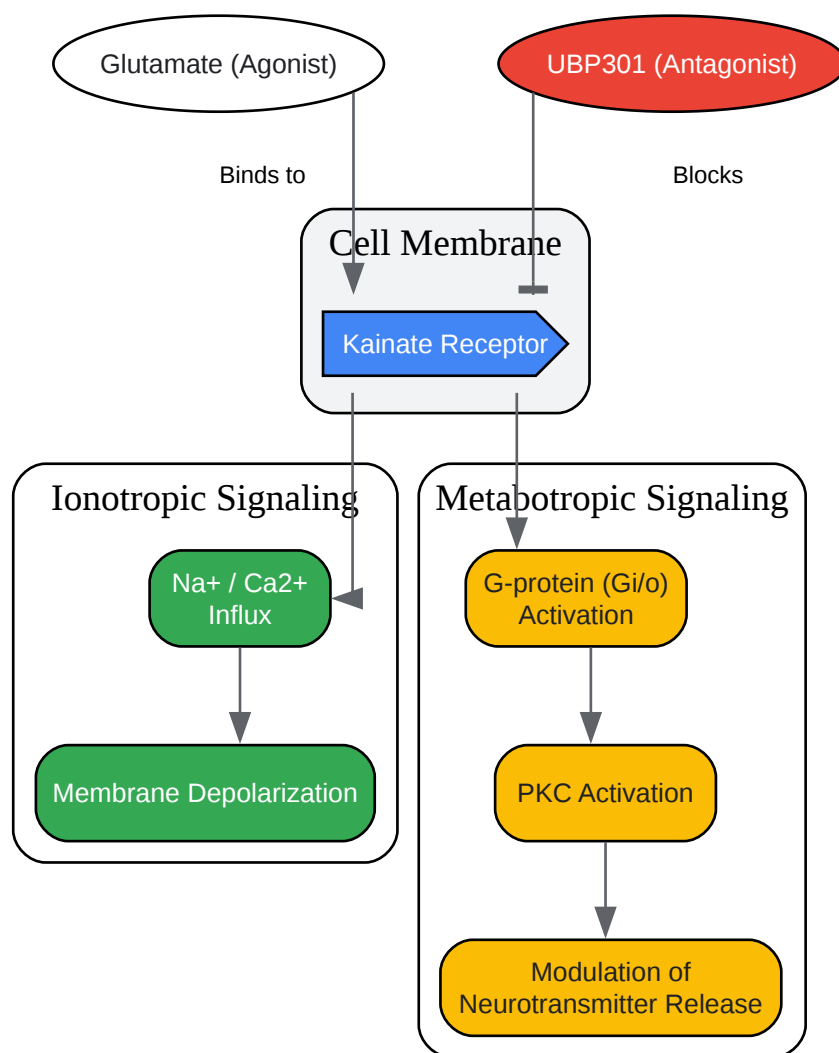 Glutamate (Agonist)
UBP301 (Antagonist)
Binds to
Blocks
Cell Membrane
Kainate Receptor
Ionotropic Signaling
Metabotropic Signaling
Na+ / Ca2+
Influx
G-protein (Gi/o)
Activation
Membrane Depolarization
PKC Activation
Modulation of
Neurotransmitter Release